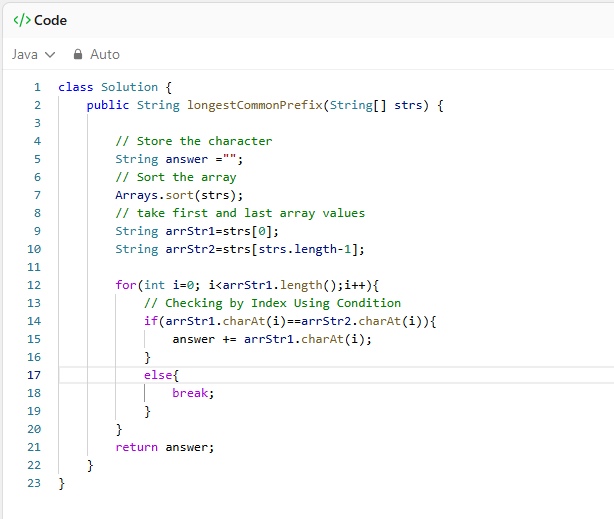 </> Code
Java Auto
1 class Solution {
2 public String longestCommonPrefix(String[] strs) {
3
4 // Store the character
5 String answer ="";
6 // Sort the array
7 Arrays.sort(strs);
8 // take first and last array values
9 String arrStr1=strs[0];
10 String arrStr2=strs[strs.length-1];
11
12 for(int i=0; i<arrStr1.length();i++){
13 // Checking by Index Using Condition
14 if(arrStr1.charAt(i)==arrStr2.charAt(i)){
15 answer += arrStr1.charAt(i);
16 }
17 else{
18 break;
19 }
20 }
21 return answer;
22 }
23 }